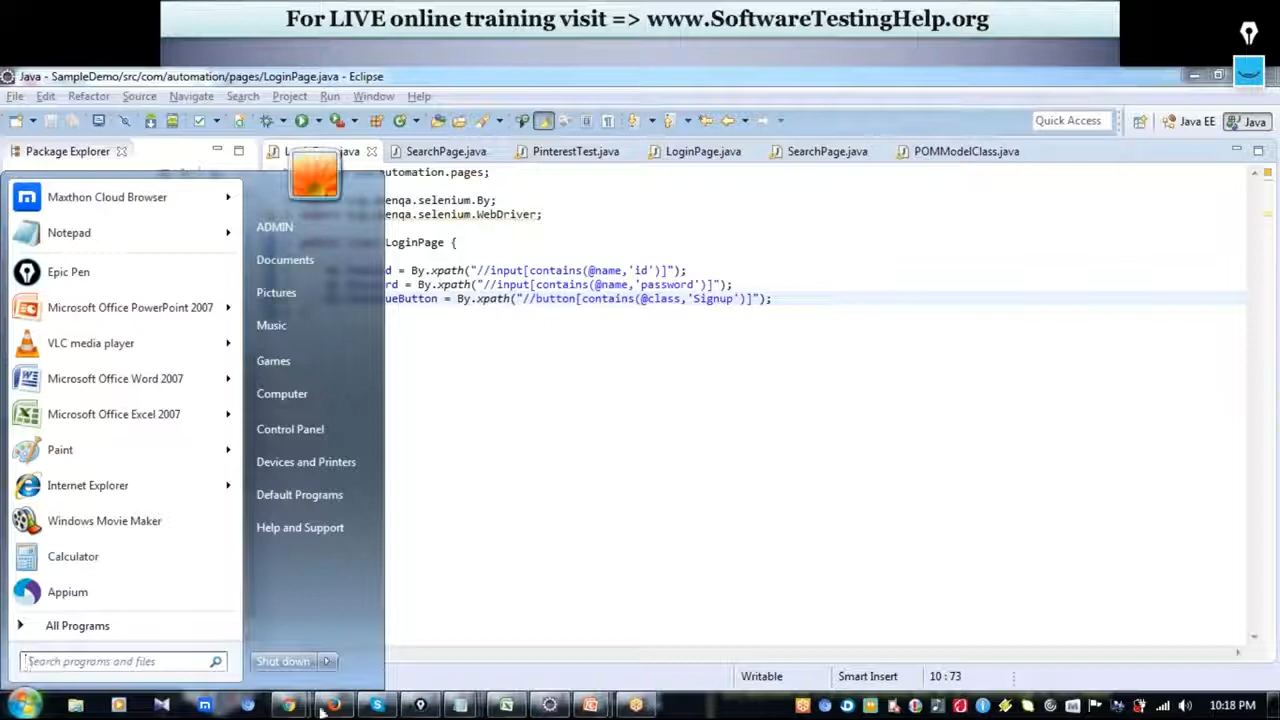 For LIVE online training visit => www.SoftwareTestingHelp.org
Java - SampleDemo/src/com/automation/pages/LoginPage.java - Eclipse
File Edit Refactor Source Navigate Search Project Run Window Help
Quick Access Java EE Java
Package Explorer SearchPage.java PinterestTest.java LoginPage.java SearchPage.java POMModelClass.java
automation.pages;
selenium.By;
selenium.WebDriver;
LoginPage {
= By.xpath("//input[contains(@name,'id')]");
= By.xpath("//input[contains(@name,'password')]");
= By.xpath("//button[contains(@class,'Signup')]");
Maxthon Cloud Browser
Notepad
Epic Pen
Microsoft Office PowerPoint 2007
VLC media player
Microsoft Office Word 2007
Microsoft Office Excel 2007
Paint
Internet Explorer
Windows Movie Maker
Calculator
Appium
All Programs
Search programs and files
ADMIN
Documents
Pictures
Music
Games
Computer
Control Panel
Devices and Printers
Default Programs
Help and Support
Shut down
Writable Smart Insert 10 : 73
10:18 PM